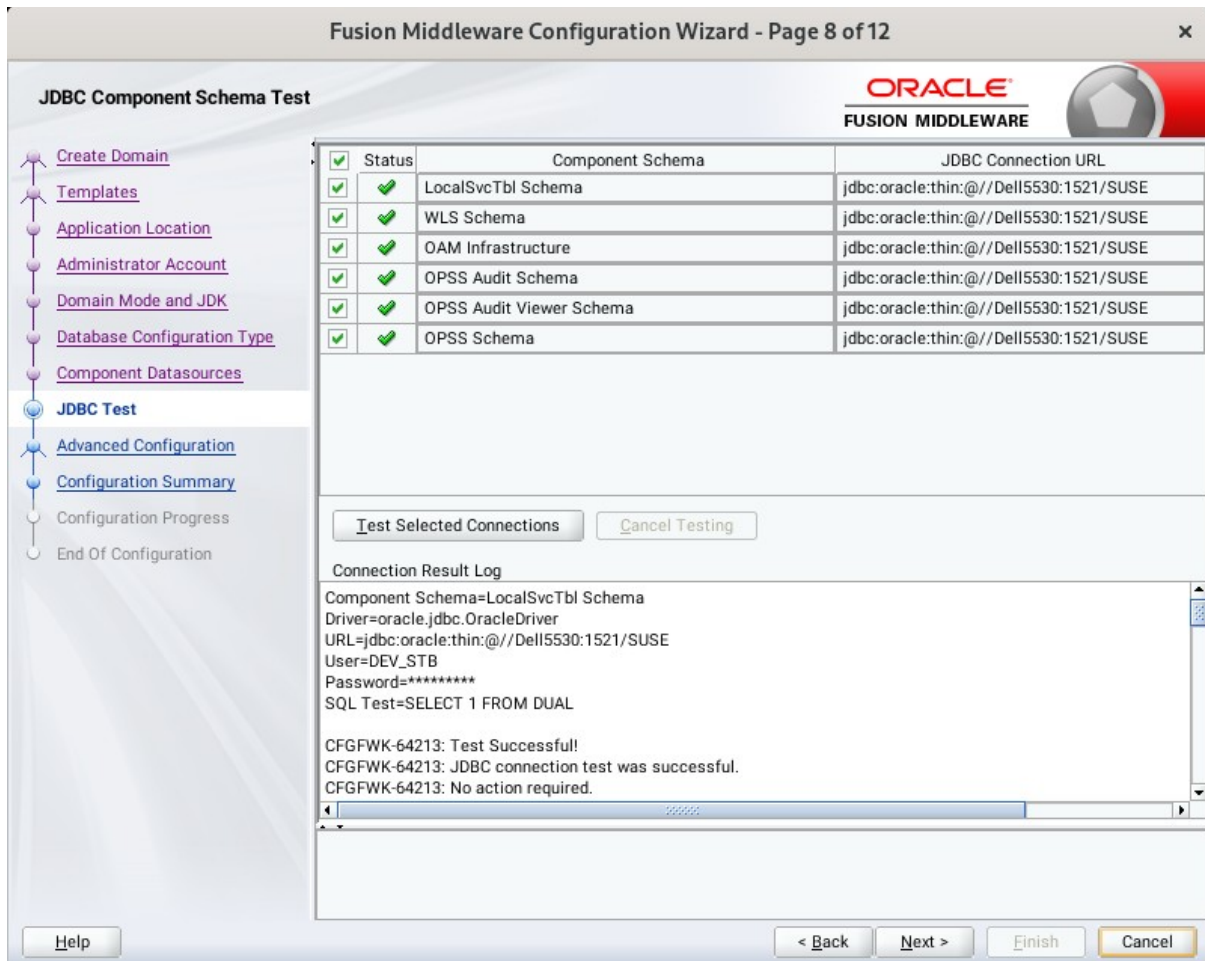 Fusion Middleware Configuration Wizard - Page 8 of 12
JDBC Component Schema Test
ORACLE
FUSION MIDDLEWARE
Create Domain
Templates
Application Location
Administrator Account
Domain Mode and JDK
Database Configuration Type
Component Datasources
JDBC Test
Advanced Configuration
Configuration Summary
Configuration Progress
End Of Configuration
Status Component Schema JDBC Connection URL
LocalSvcTbl Schema jdbc:oracle:thin:@//Dell5530:1521/SUSE
WLS Schema jdbc:oracle:thin:@//Dell5530:1521/SUSE
OAM Infrastructure jdbc:oracle:thin:@//Dell5530:1521/SUSE
OPSS Audit Schema jdbc:oracle:thin:@//Dell5530:1521/SUSE
OPSS Audit Viewer Schema jdbc:oracle:thin:@//Dell5530:1521/SUSE
OPSS Schema jdbc:oracle:thin:@//Dell5530:1521/SUSE
Test Selected Connections Cancel Testing
Connection Result Log
Component Schema=LocalSvcTbl Schema
Driver=oracle.jdbc.OracleDriver
URL=jdbc:oracle:thin:@//Dell5530:1521/SUSE
User=DEV_STB
Password=*********
SQL Test=SELECT 1 FROM DUAL
CFGFWK-64213: Test Successful!
CFGFWK-64213: JDBC connection test was successful.
CFGFWK-64213: No action required.
Help < Back Next > Finish Cancel